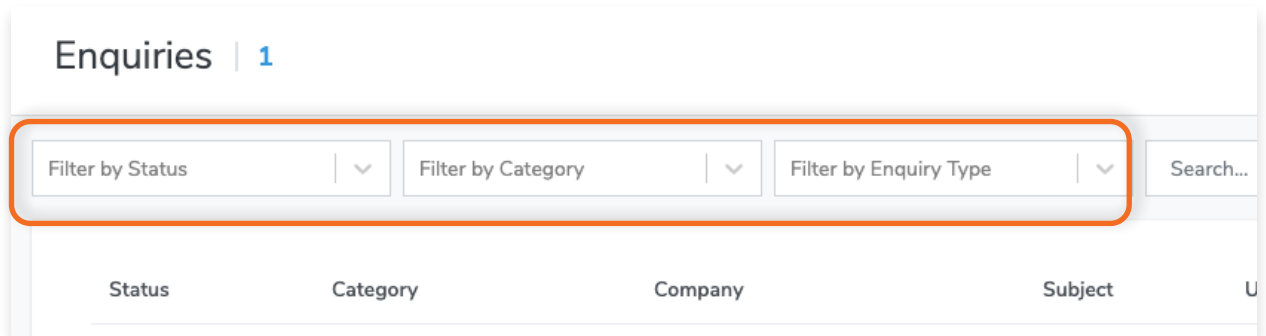 Enquiries 1
Filter by Status Filter by Category Filter by Enquiry Type Search...
Status Category Company Subject